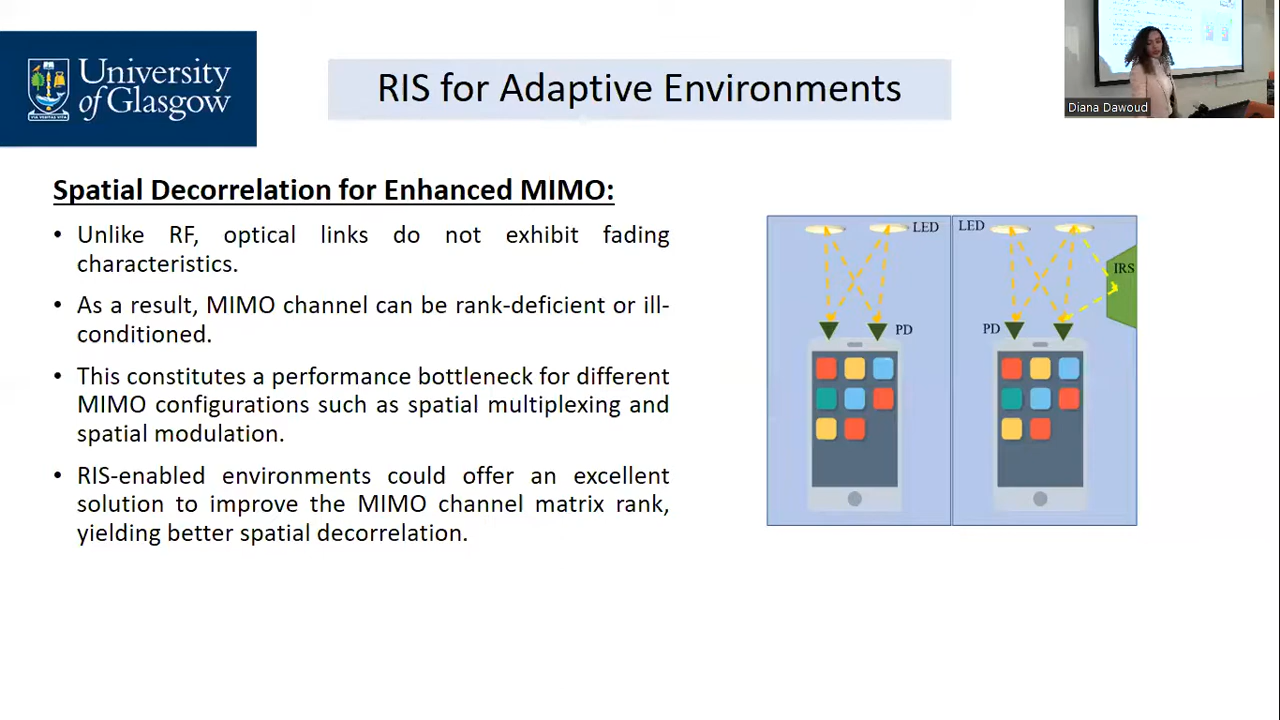 University
of Glasgow
RIS for Adaptive Environments
Diana Dawoud
Spatial Decorrelation for Enhanced MIMO:
• Unlike RF, optical links do not exhibit fading
characteristics.
• As a result, MIMO channel can be rank-deficient or ill-
conditioned.
• This constitutes a performance bottleneck for different
MIMO configurations such as spatial multiplexing and
spatial modulation.
• RIS-enabled environments could offer an excellent
solution to improve the MIMO channel matrix rank,
yielding better spatial decorrelation.
LED
LED
IRS
PD
PD